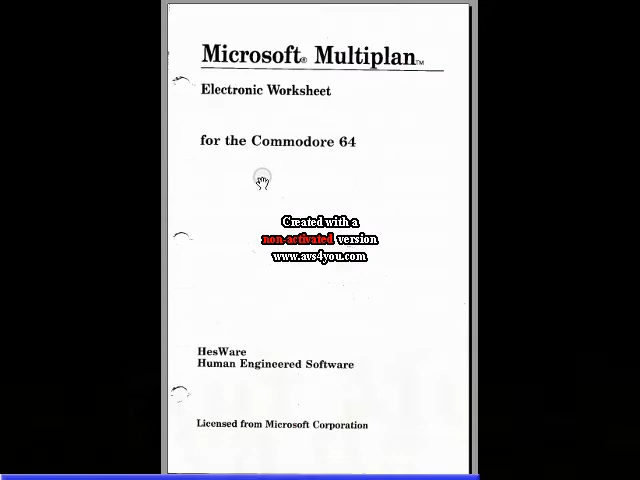 Microsoft® Multiplan™
Electronic Worksheet
for the Commodore 64
Created with a
non-activated version
www.avs4you.com
HesWare
Human Engineered Software
Licensed from Microsoft Corporation